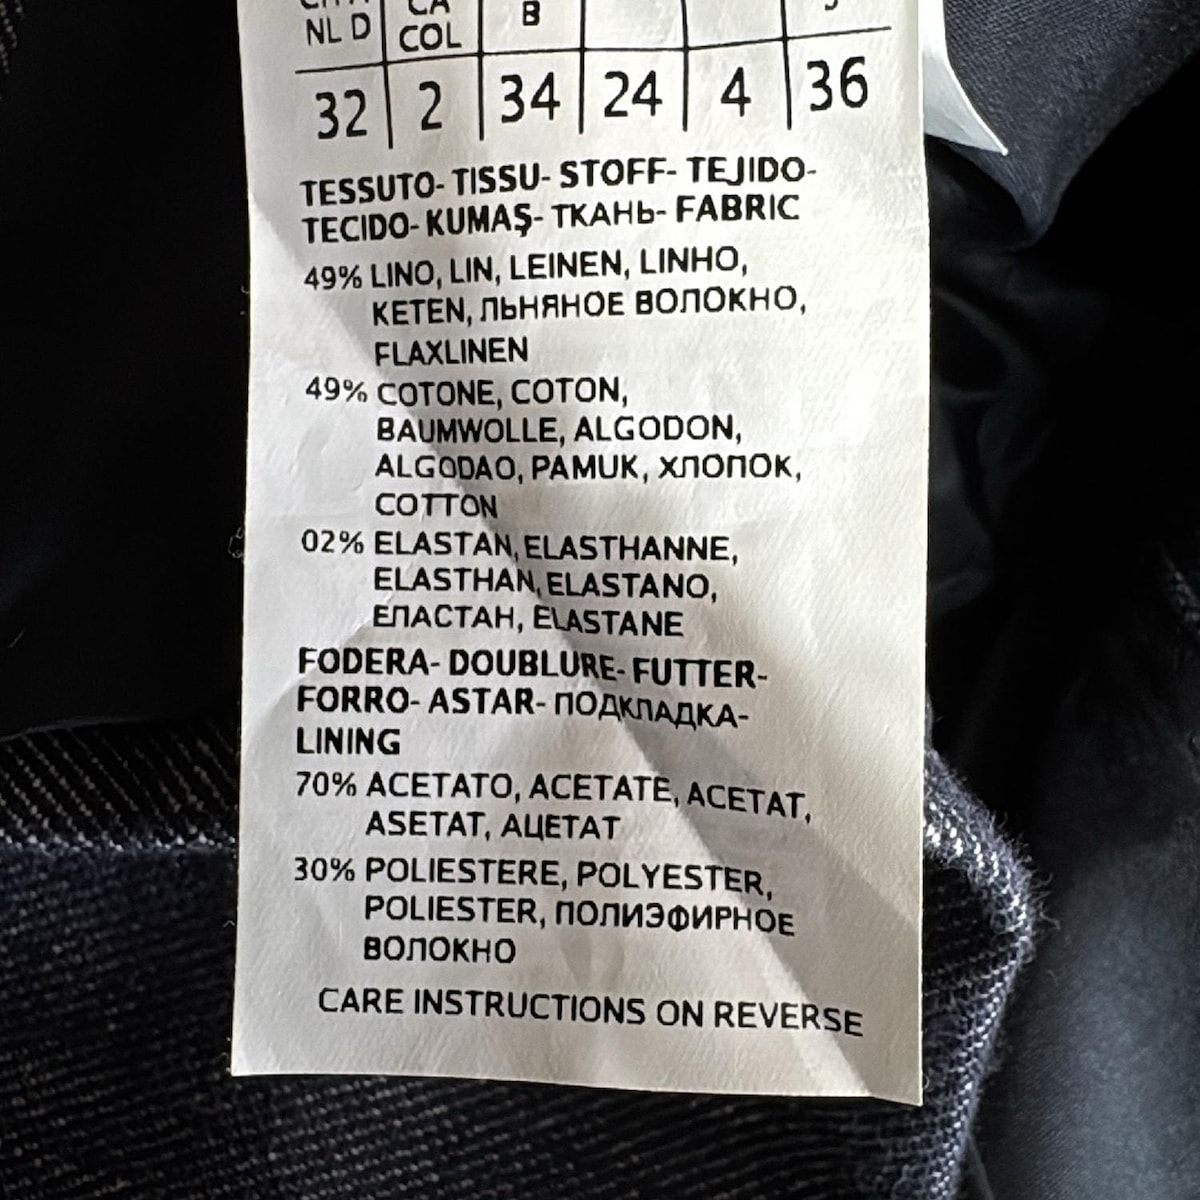 NL D CA COL B
32 2 34 24 4 36
TESSUTO- TISSU- STOFF- TEJIDO-
TECIDO- KUMAŞ- ТКАНЬ- FABRIC
49% LINO, LIN, LEINEN, LINHO,
KETEN, ЛЬНЯНОЕ ВОЛОКНО,
FLAXLINEN
49% COTONE, COTON,
BAUMWOLLE, ALGODON,
ALGODAO, PAMUK, ХЛОПОК,
COTTON
02% ELASTAN, ELASTHANNE,
ELASTHAN, ELASTANO,
ЕЛАСТАН, ELASTANE
FODERA- DOUBLURE- FUTTER-
FORRO- ASTAR- ПОДКЛАДКА-
LINING
70% ACETATO, ACETATE, ACETAT,
ASETAT, АЦЕТАТ
30% POLIESTERE, POLYESTER,
POLIESTER, ПОЛИЭФИРНОЕ
ВОЛОКНО
CARE INSTRUCTIONS ON REVERSE